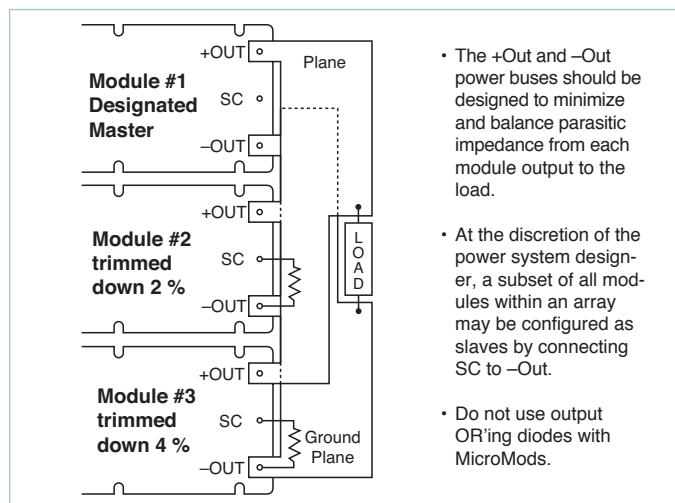 +OUT
Plane
Module #1
Designated
Master
SC
–OUT
+OUT
Module #2
trimmed
down 2 %
SC
–OUT
LOAD
+OUT
Module #3
trimmed
down 4 %
SC
Ground
Plane
–OUT
• The +Out and –Out
power buses should be
designed to minimize
and balance parasitic
impedance from each
module output to the
load.
• At the discretion of the
power system design-
er, a subset of all mod-
ules within an array
may be configured as
slaves by connecting
SC to –Out.
• Do not use output
OR'ing diodes with
MicroMods.